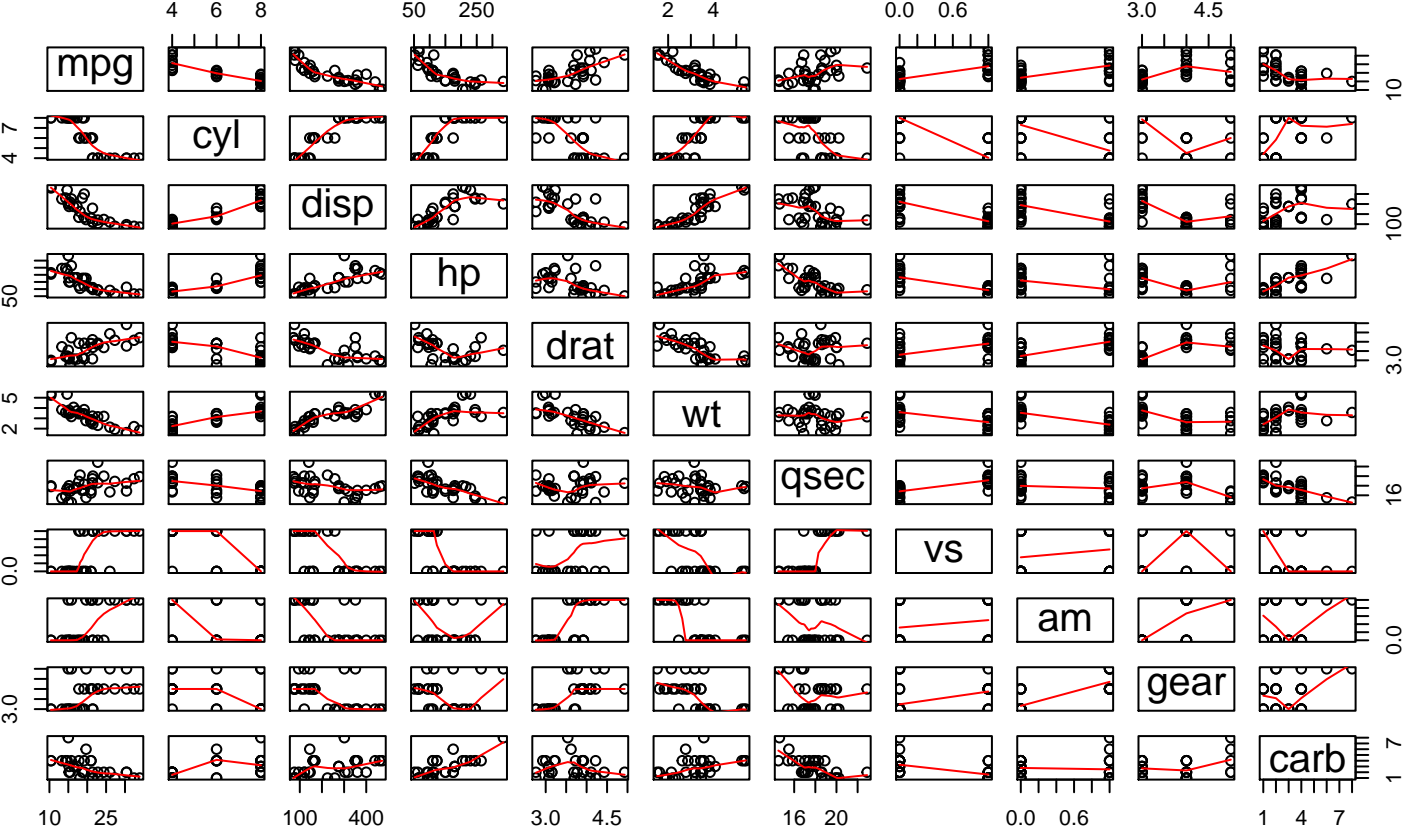 4 6 8 50 250 2 4 0.0 0.6 3.0 4.5
mpg 10
7 4 cyl
disp 100
50 hp
drat 3.0
5 2 wt
qsec 16
0.0 vs
am 0.0
3.0 gear
carb 7 1
10 25 100 400 3.0 4.5 16 20 0.0 0.6 1 4 7